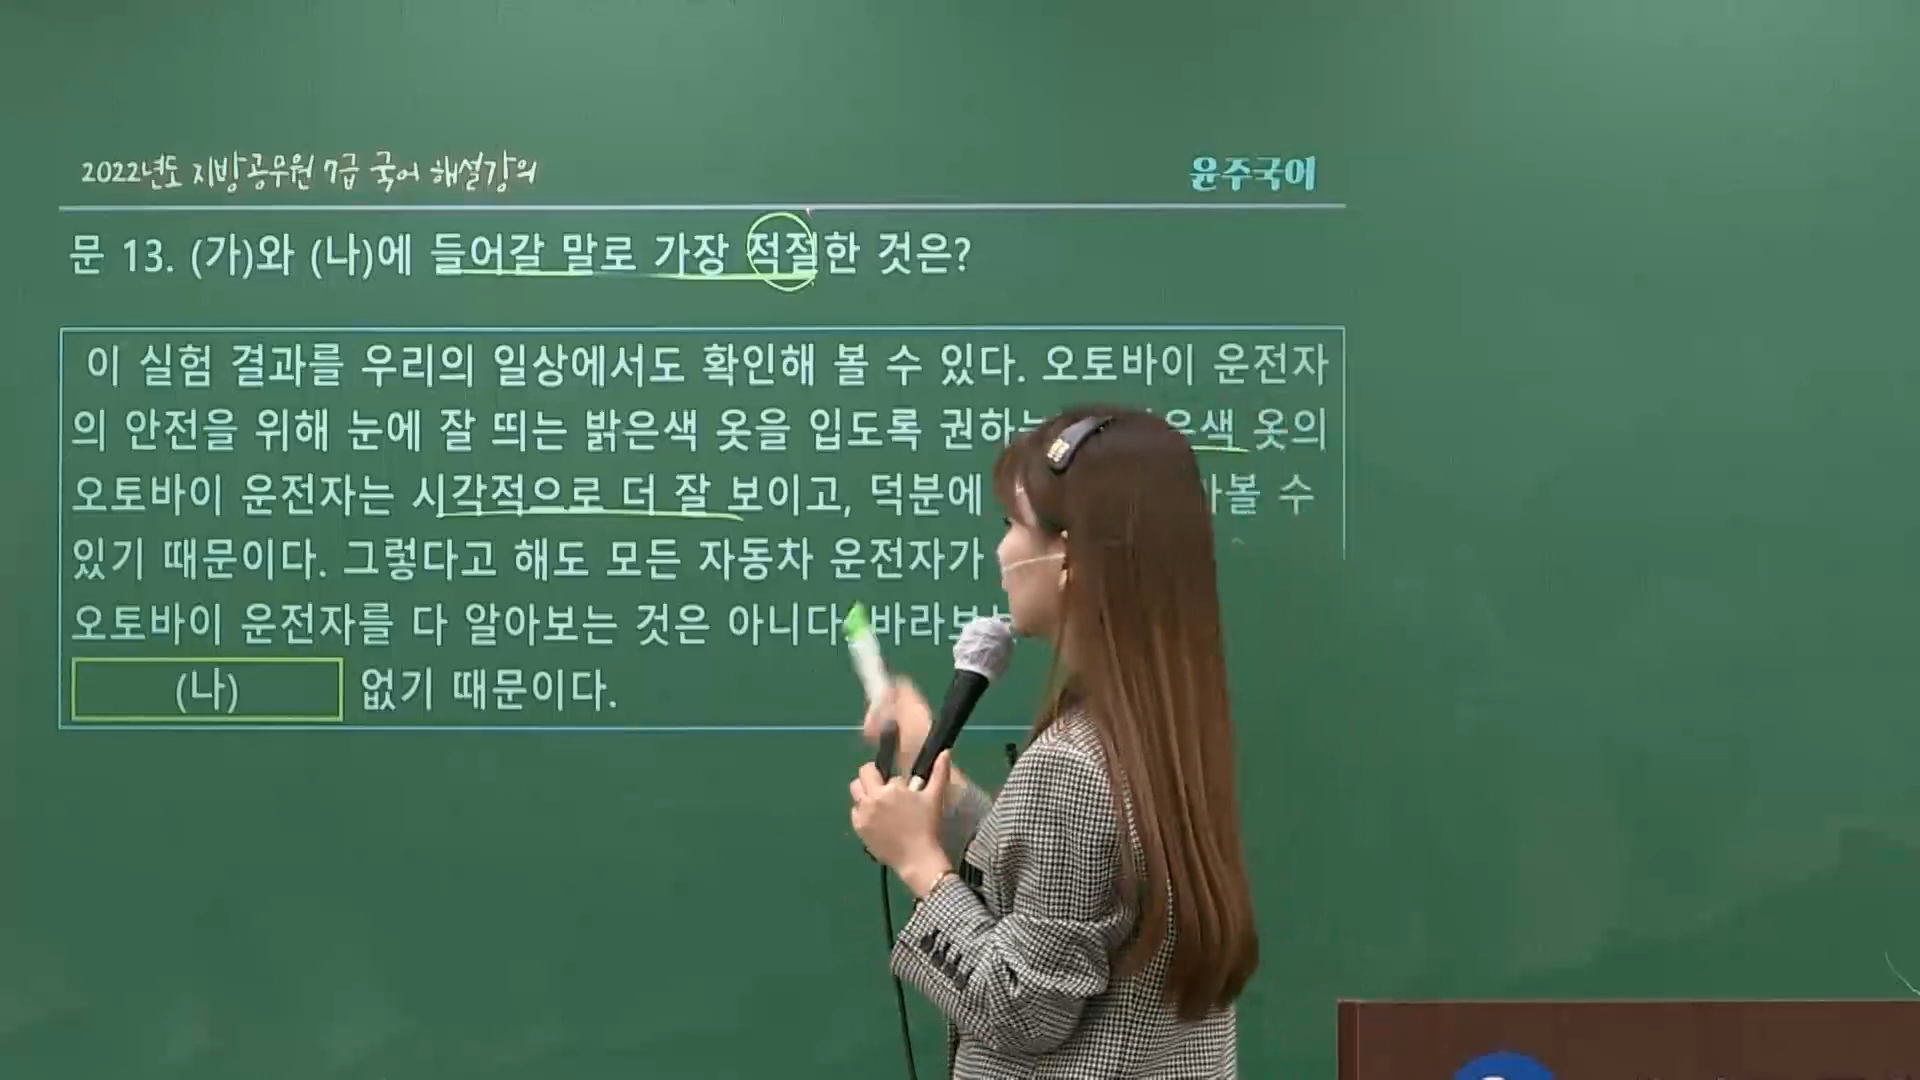 2022년도 지방공무원 7급 국어 해설강의
윤주국어
문 13. (가)와 (나)에 들어갈 말로 가장 적절한 것은?
이 실험 결과를 우리의 일상에서도 확인해 볼 수 있다. 오토바이 운전자
의 안전을 위해 눈에 잘 띄는 밝은색 옷을 입도록 옷의
오토바이 운전자는 시각적으로 더 잘 보이고, 덕분에 수
있기 때문이다. 그렇다고 해도 모든 자동차 운전자가
오토바이 운전자를 다 알아보는 것은 아니다.
(나) 없기 때문이다.